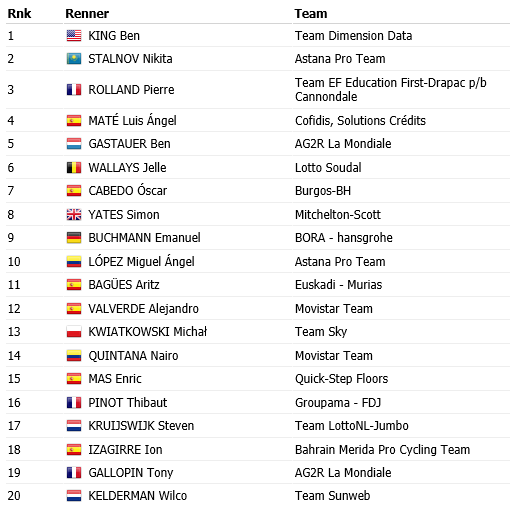 Rnk Renner Team
1 KING Ben Team Dimension Data
2 STALNOV Nikita Astana Pro Team
3 ROLLAND Pierre Team EF Education First-Drapac p/b
Cannondale
4 MATÉ Luis Ángel Cofidis, Solutions Crédits
5 GASTAUER Ben AG2R La Mondiale
6 WALLAYS Jelle Lotto Soudal
7 CABEDO Óscar Burgos-BH
8 YATES Simon Mitchelton-Scott
9 BUCHMANN Emanuel BORA - hansgrohe
10 LÓPEZ Miguel Ángel Astana Pro Team
11 BAGÜES Aritz Euskadi - Murias
12 VALVERDE Alejandro Movistar Team
13 KWIATKOWSKI Michał Team Sky
14 QUINTANA Nairo Movistar Team
15 MAS Enric Quick-Step Floors
16 PINOT Thibaut Groupama - FDJ
17 KRUIJSWIJK Steven Team LottoNL-Jumbo
18 IZAGIRRE Ion Bahrain Merida Pro Cycling Team
19 GALLOPIN Tony AG2R La Mondiale
20 KELDERMAN Wilco Team Sunweb